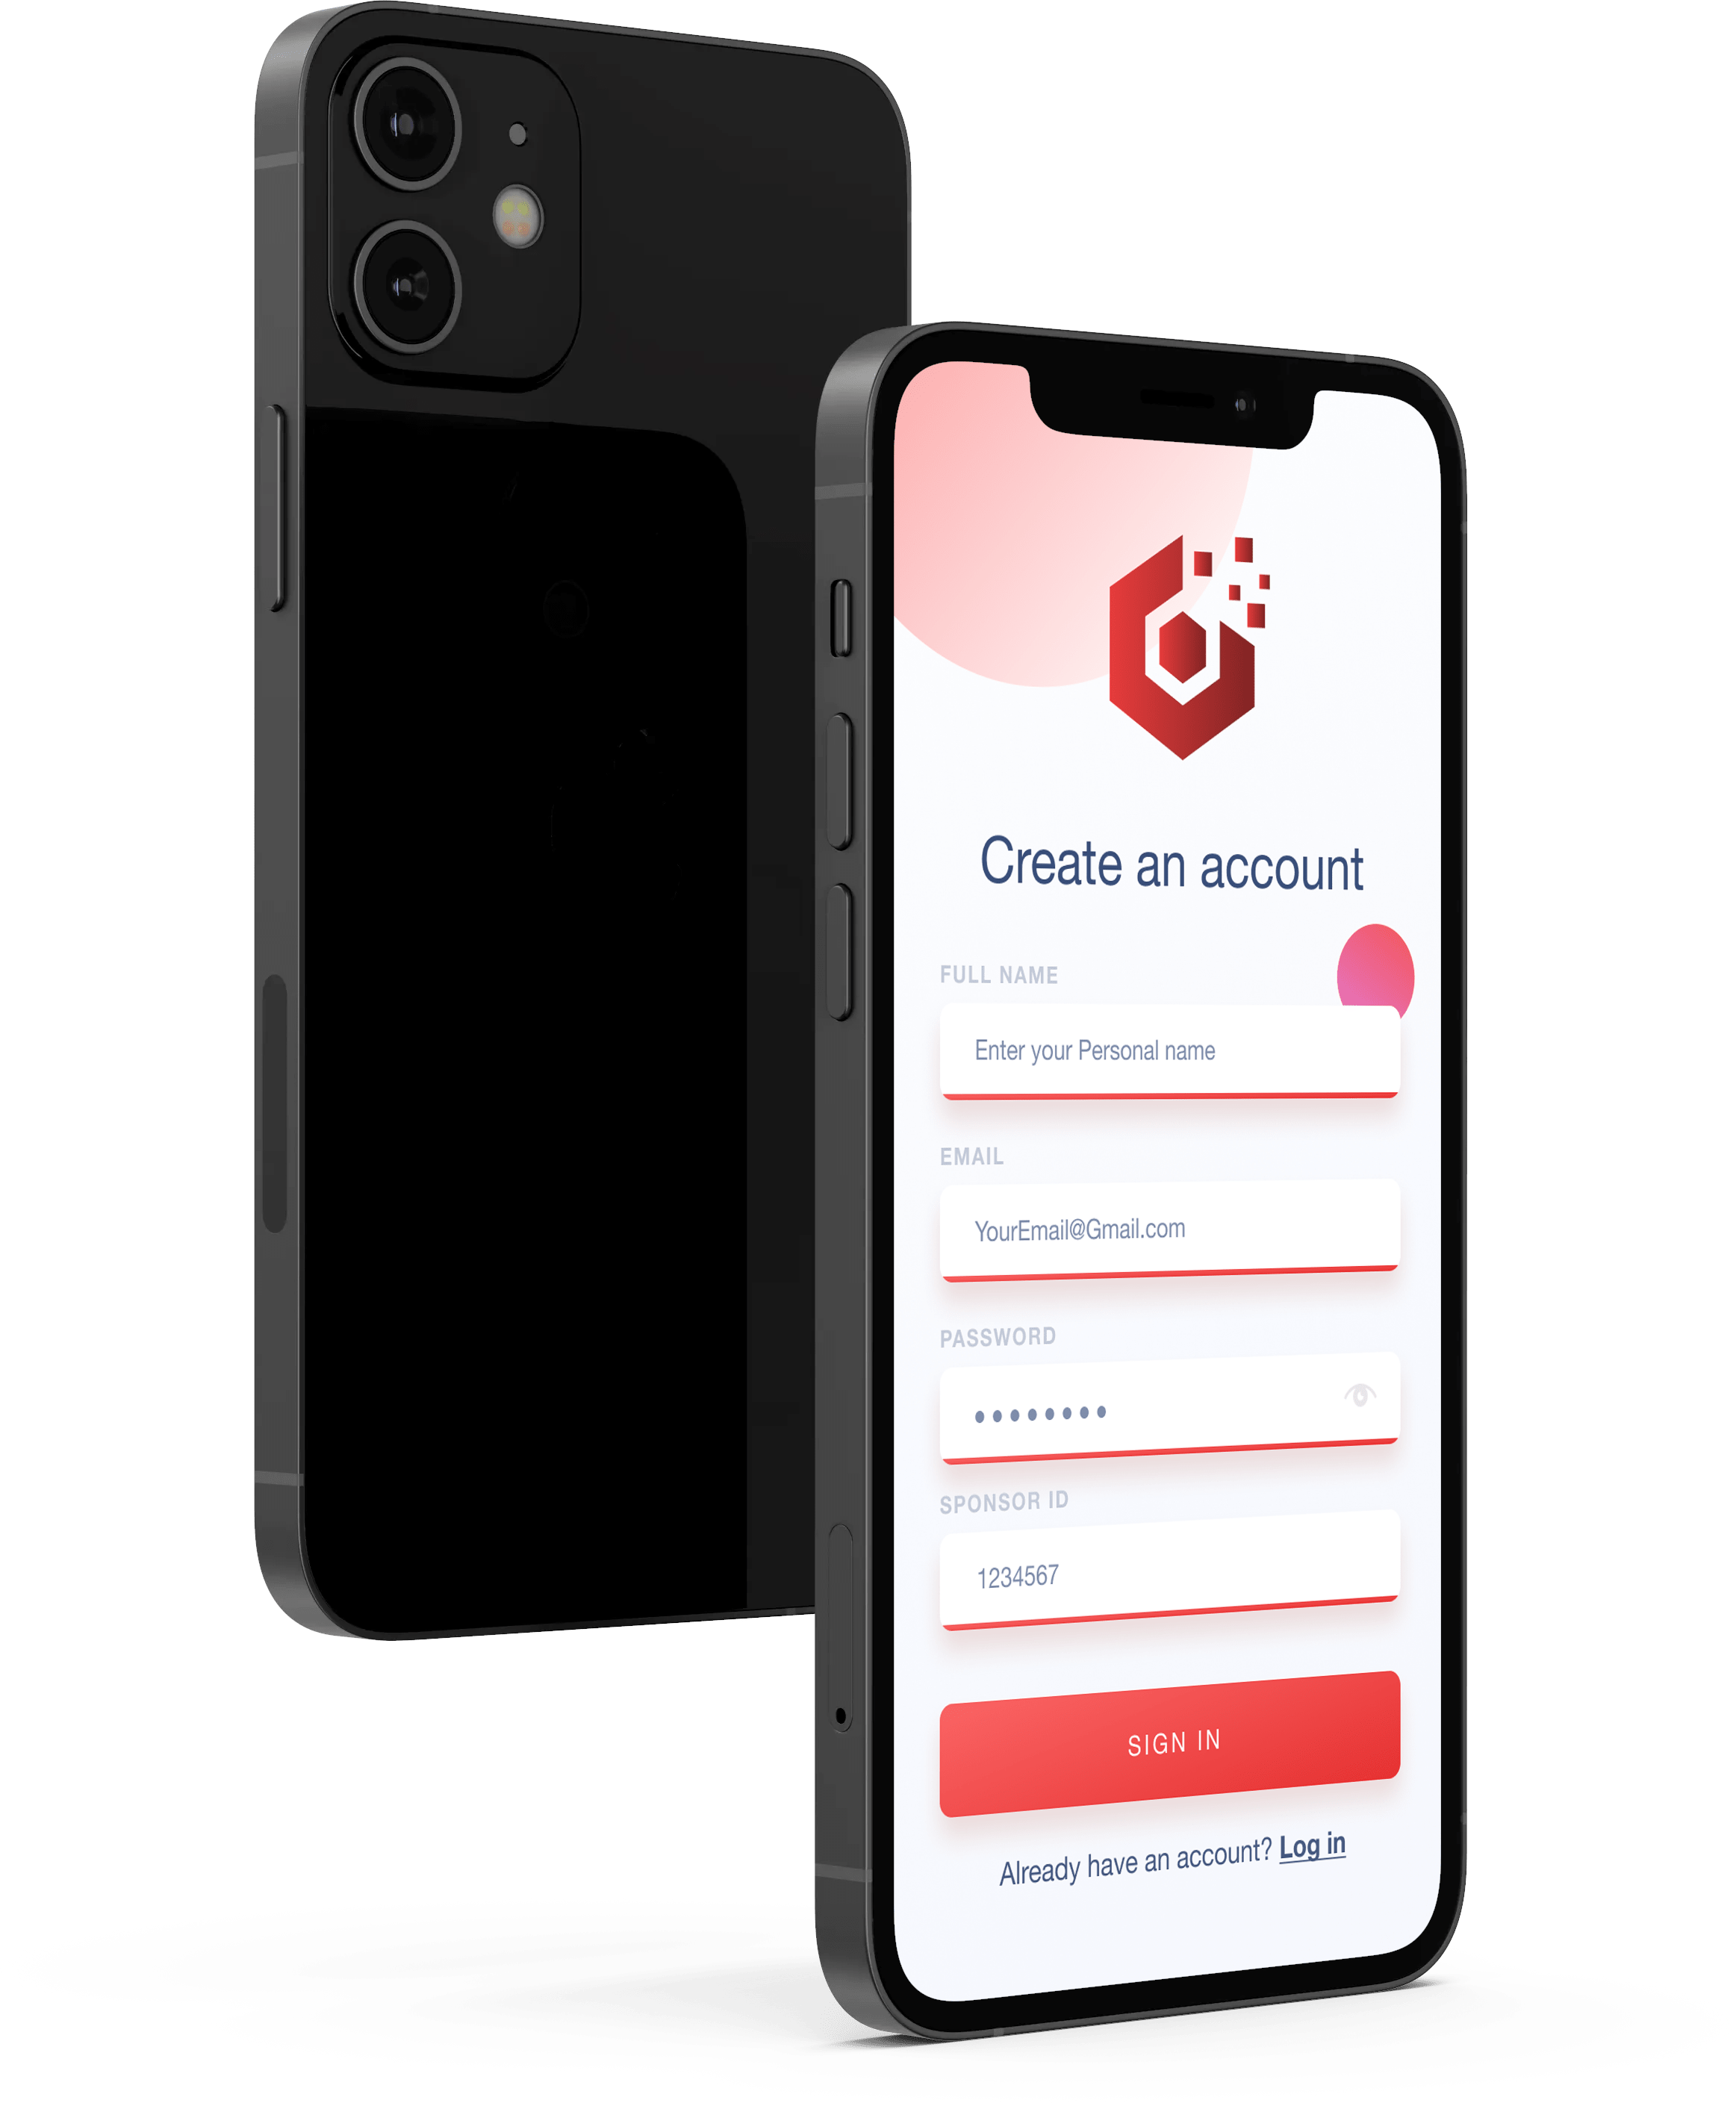 Create an account
FULL NAME
Enter your Personal name
EMAIL
YourEmail@Gmail.com
PASSWORD
••••••••
SPONSOR ID
1234567
SIGN IN
Already have an account? Log in